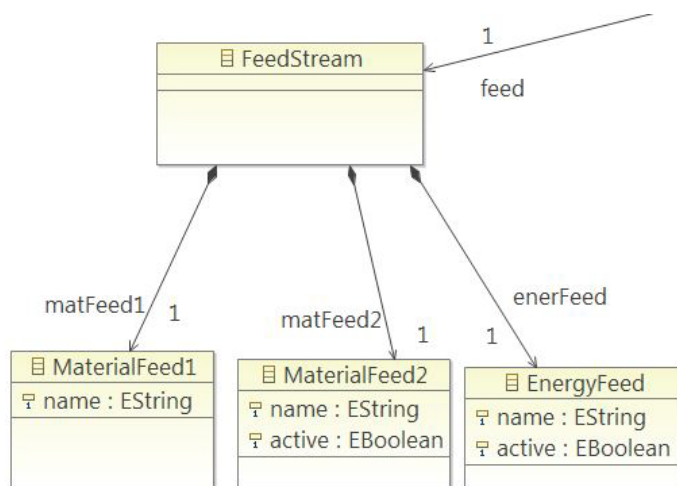 FeedStream
1
feed
matFeed1
1
matFeed2
1
enerFeed
1
MaterialFeed1
name : EString
MaterialFeed2
name : EString
active : EBoolean
EnergyFeed
name : EString
active : EBoolean